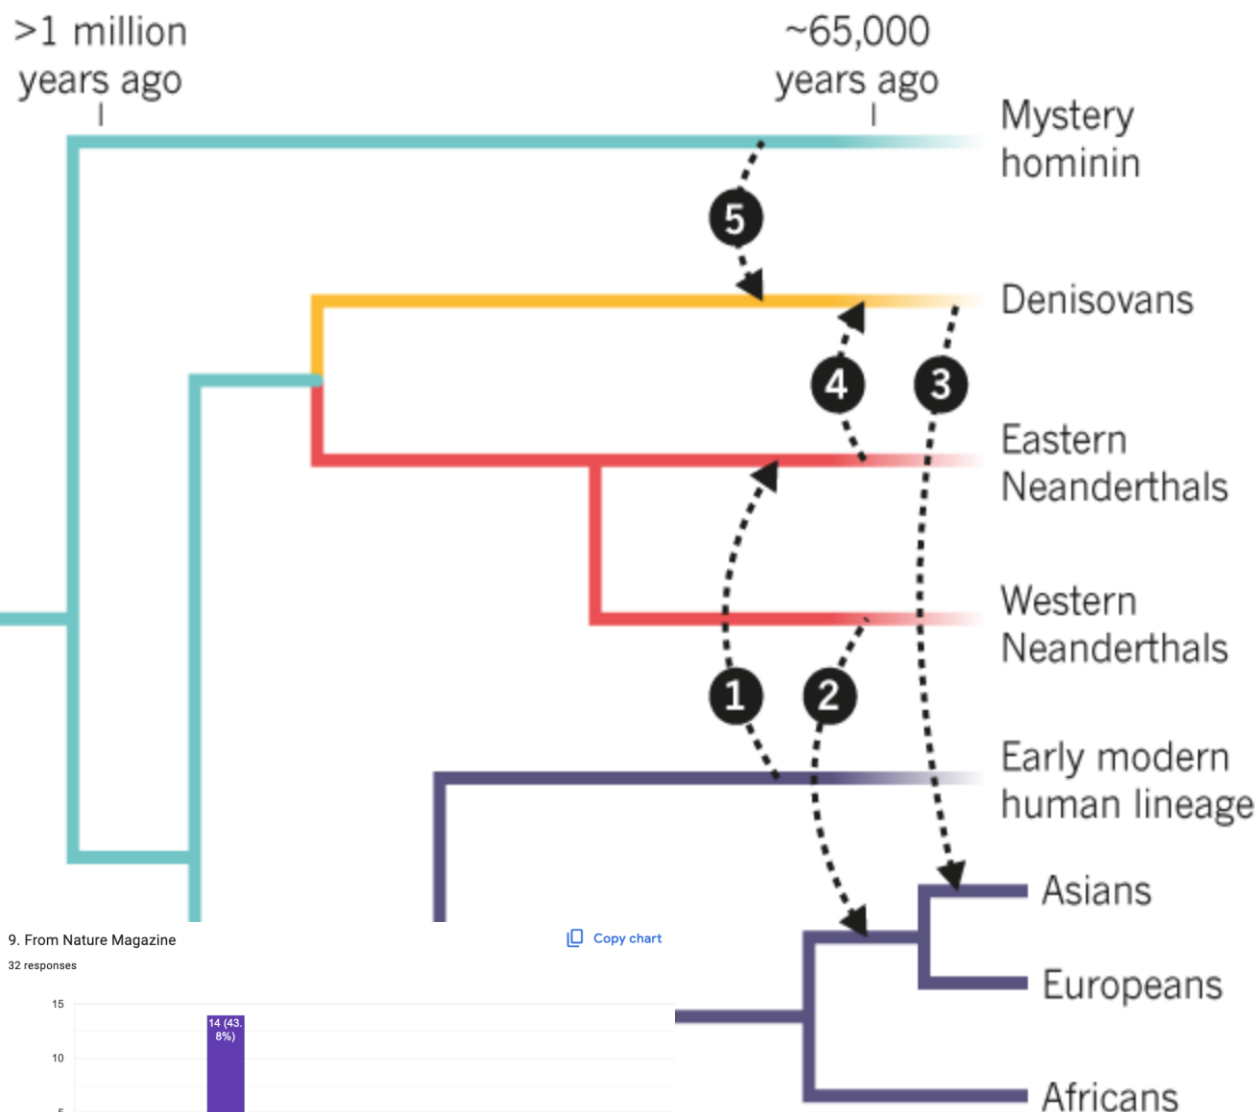 >1 million
years ago
~65,000
years ago
Mystery
hominin
5
Denisovans
4
3
Eastern
Neanderthals
Western
Neanderthals
1
2
Early modern
human lineage
Asians
Europeans
Africans
9. From Nature Magazine
Copy chart
32 responses
15
14 (43.
8%)
10
5